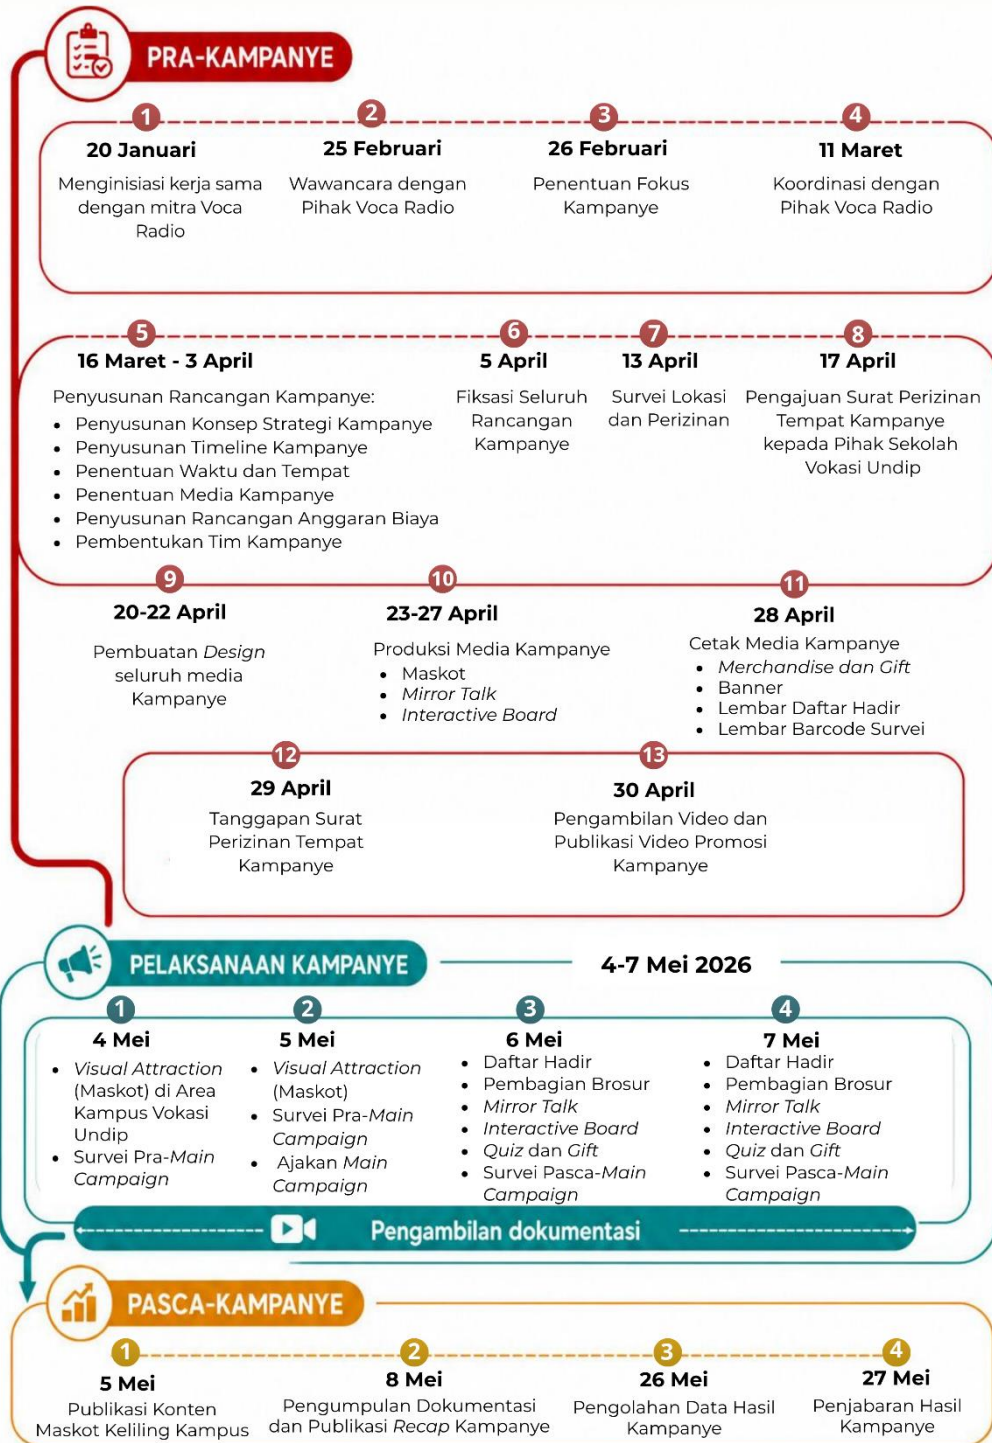 PRA-KAMPANYE
1
20 Januari
Menginisiasi kerja sama
dengan mitra Voca
Radio
2
25 Februari
Wawancara dengan
Pihak Voca Radio
3
26 Februari
Penentuan Fokus
Kampanye
4
11 Maret
Koordinasi dengan
Pihak Voca Radio
5
16 Maret - 3 April
Penyusunan Rancangan Kampanye:
• Penyusunan Konsep Strategi Kampanye
• Penyusunan Timeline Kampanye
• Penentuan Waktu dan Tempat
• Penentuan Media Kampanye
• Penyusunan Rancangan Anggaran Biaya
• Pembentukan Tim Kampanye
6
5 April
Fiksasi Seluruh
Rancangan
Kampanye
7
13 April
Survei Lokasi
dan Perizinan
8
17 April
Pengajuan Surat Perizinan
Tempat Kampanye
kepada Pihak Sekolah
Vokasi Undip
9
20-22 April
Pembuatan Design
seluruh media
Kampanye
10
23-27 April
Produksi Media Kampanye
• Maskot
• Mirror Talk
• Interactive Board
11
28 April
Cetak Media Kampanye
• Merchandise dan Gift
• Banner
• Lembar Daftar Hadir
• Lembar Barcode Survei
12
29 April
Tanggapan Surat
Perizinan Tempat
Kampanye
13
30 April
Pengambilan Video dan
Publikasi Video Promosi
Kampanye
PELAKSANAAN KAMPANYE
4-7 Mei 2026
1
4 Mei
• Visual Attraction
(Maskot) di Area
Kampus Vokasi
Undip
• Survei Pra-Main
Campaign
2
5 Mei
• Visual Attraction
(Maskot)
• Survei Pra-Main
Campaign
• Ajakan Main
Campaign
3
6 Mei
• Daftar Hadir
• Pembagian Brosur
• Mirror Talk
• Interactive Board
• Quiz dan Gift
• Survei Pasca-Main
Campaign
4
7 Mei
• Daftar Hadir
• Pembagian Brosur
• Mirror Talk
• Interactive Board
• Quiz dan Gift
• Survei Pasca-Main
Campaign
Pengambilan dokumentasi
PASCA-KAMPANYE
1
5 Mei
Publikasi Konten
Maskot Keliling Kampus
2
8 Mei
Pengumpulan Dokumentasi
dan Publikasi Recap Kampanye
3
26 Mei
Pengolahan Data Hasil
Kampanye
4
27 Mei
Penjabaran Hasil
Kampanye